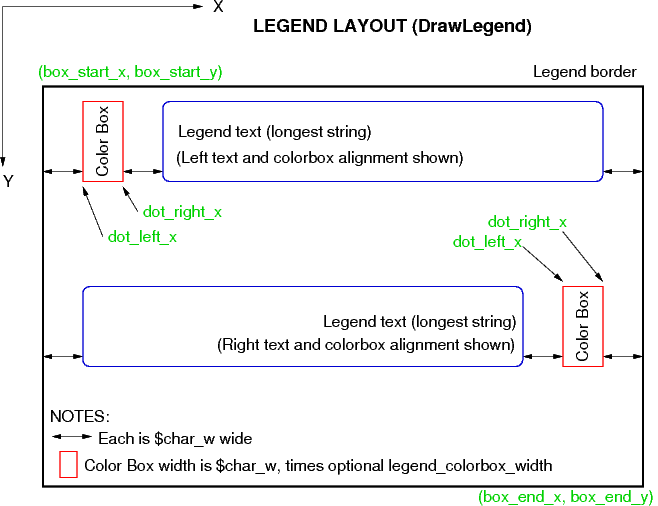 X
LEGEND LAYOUT (DrawLegend)
(box_start_x, box_start_y)
Legend border
Color Box
Legend text (longest string)
(Left text and colorbox alignment shown)
Y
dot_right_x
dot_left_x
dot_right_x
dot_left_x
Legend text (longest string)
(Right text and colorbox alignment shown)
Color Box
NOTES:
Each is $char_w wide
Color Box width is $char_w, times optional legend_colorbox_width
(box_end_x, box_end_y)